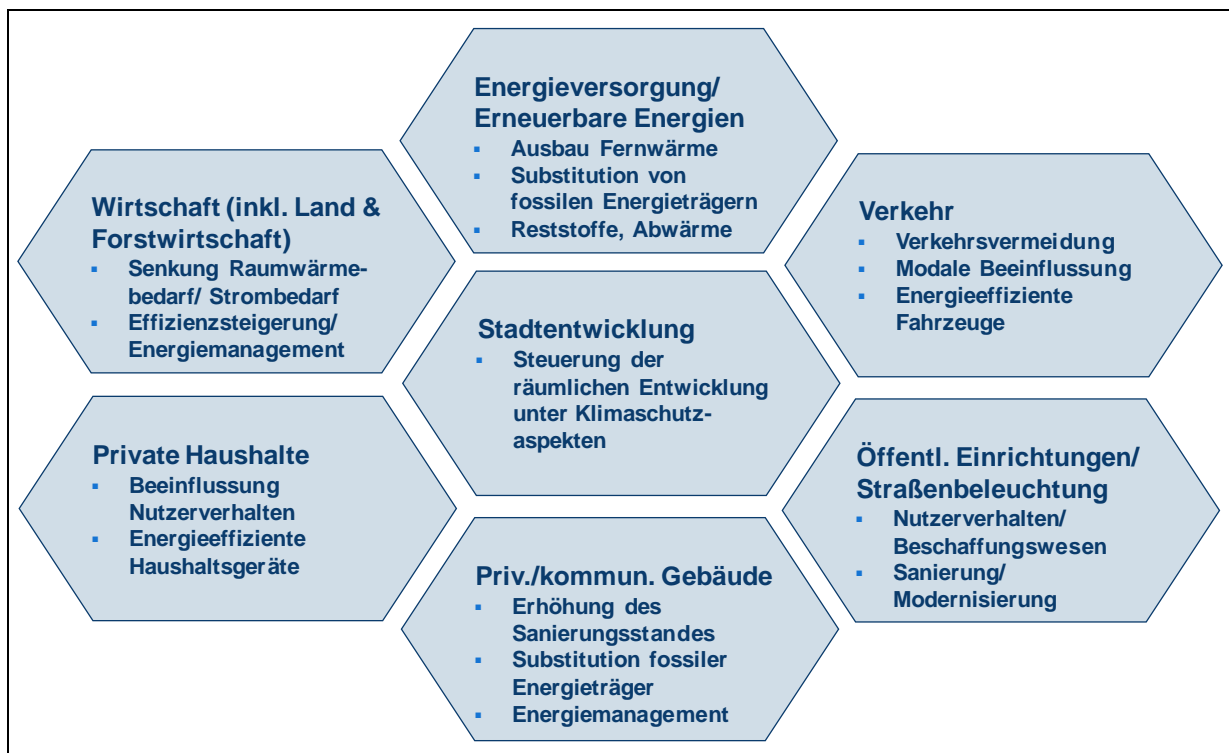 Energieversorgung/
Erneuerbare Energien
▪ Ausbau Fernwärme
▪ Substitution von
fossilen Energieträgern
▪ Reststoffe, Abwärme
Wirtschaft (inkl. Land &
Forstwirtschaft)
▪ Senkung Raumwärme-
bedarf/ Strombedarf
▪ Effizienzsteigerung/
Energiemanagement
Verkehr
▪ Verkehrsvermeidung
▪ Modale Beeinflussung
▪ Energieeffiziente
Fahrzeuge
Stadtentwicklung
▪ Steuerung der
räumlichen Entwicklung
unter Klimaschutz-
aspekten
Private Haushalte
▪ Beeinflussung
Nutzerverhalten
▪ Energieeffiziente
Haushaltsgeräte
Öffentl. Einrichtungen/
Straßenbeleuchtung
▪ Nutzerverhalten/
Beschaffungswesen
▪ Sanierung/
Modernisierung
Priv./kommun. Gebäude
▪ Erhöhung des
Sanierungsstandes
▪ Substitution fossiler
Energieträger
▪ Energiemanagement